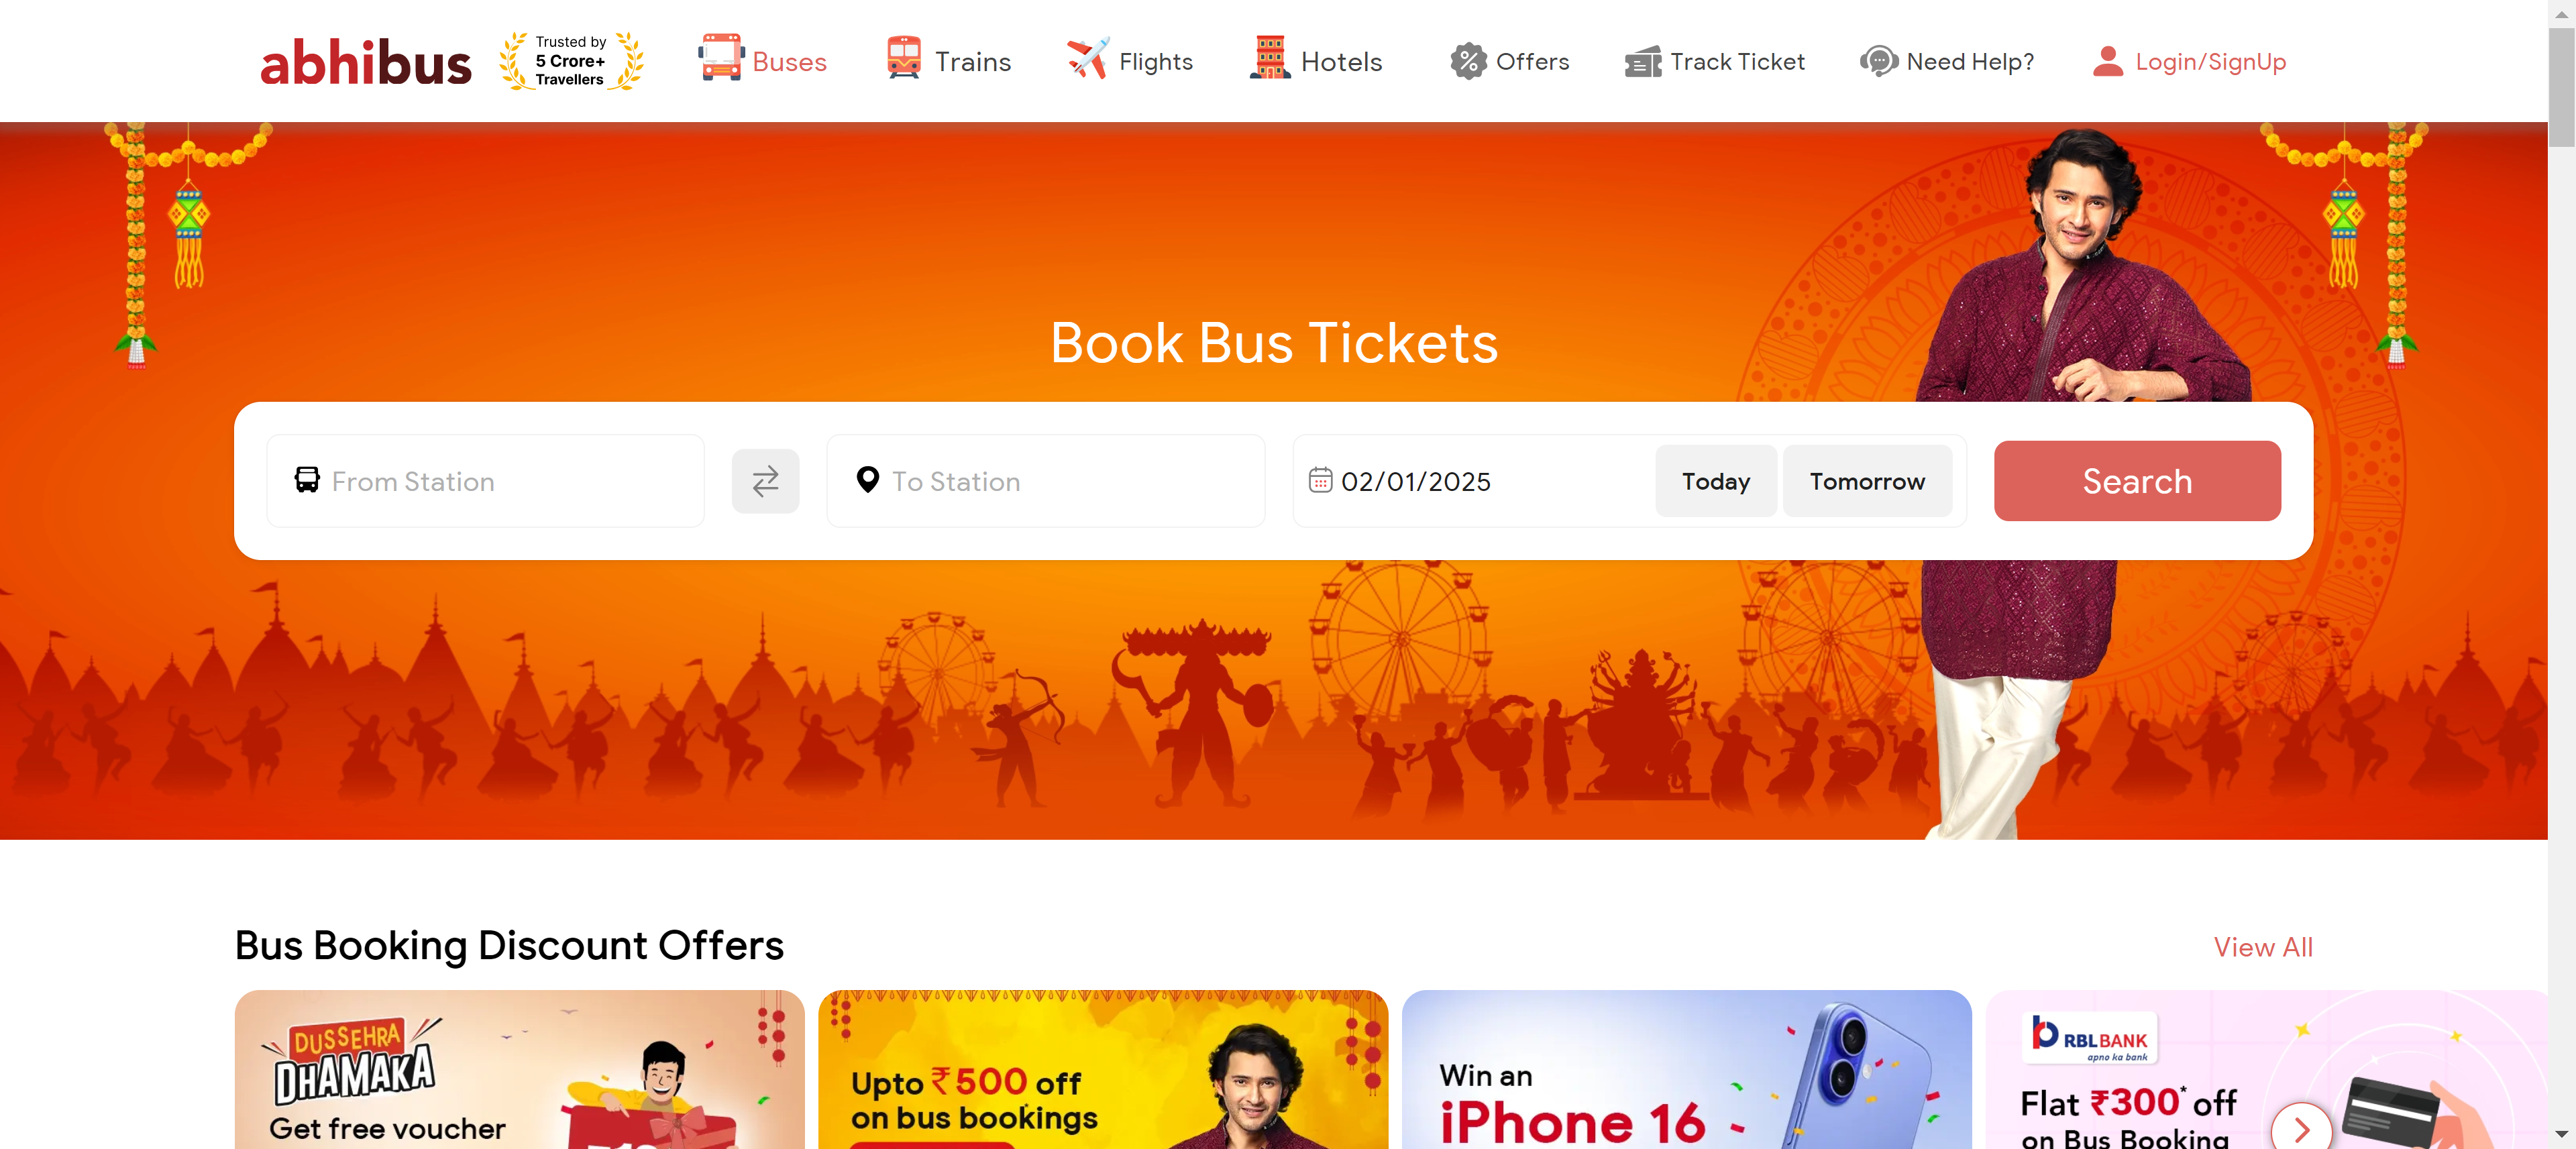 abhibus
Trusted by
5 Crore+
Travellers
Buses
Trains
Flights
Hotels
Offers
Track Ticket
Need Help?
Login/SignUp
Book Bus Tickets
From Station
To Station
02/01/2025
Today
Tomorrow
Search
Bus Booking Discount Offers
View All
DUSSEHRA
DHAMAKA
Get free voucher
Upto ₹500 off
on bus bookings
Win an
iPhone 16
RBL BANK
apno ka bank
Flat ₹300* off
on Bus Booking